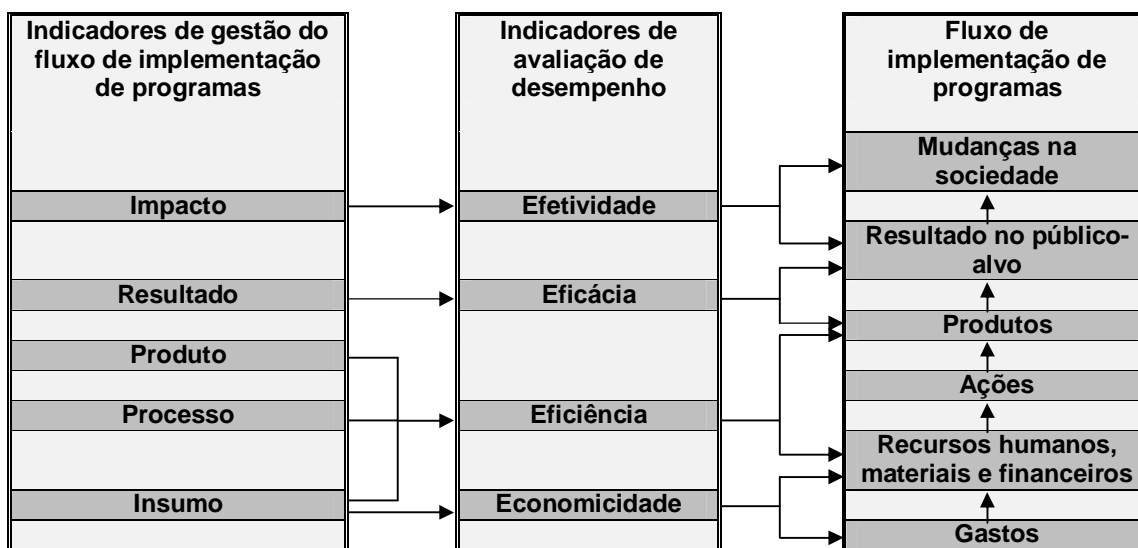 Indicadores de gestão do
fluxo de implementação
de programas
Impacto
Resultado
Produto
Processo
Insumo
Indicadores de
avaliação de
desempenho
Efetividade
Eficácia
Eficiência
Economicidade
Fluxo de
implementação de
programas
Mudanças na
sociedade
Resultado no público-
alvo
Produtos
Ações
Recursos humanos,
materiais e financeiros
Gastos